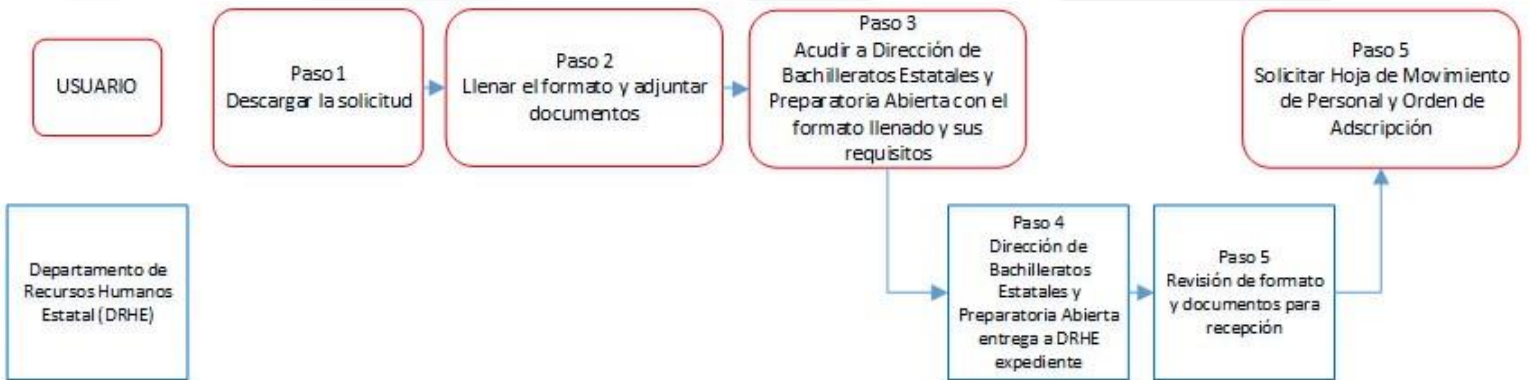 USUARIO
Paso 1
Descargar la solicitud
Paso 2
Llenar el formato y adjuntar
documentos
Paso 3
Acudir a Dirección de
Bachilleratos Estatales y
Preparatoria Abierta con el
formato llenado y sus
requisitos
Paso 5
Solicitar Hoja de Movimiento
de Personal y Orden de
Adscripción
Departamento de
Recursos Humanos
Estatal (DRHE)
Paso 4
Dirección de
Bachilleratos
Estatales y
Preparatoria Abierta
entrega a DRHE
expediente
Paso 5
Revisión de formato
y documentos para
recepción